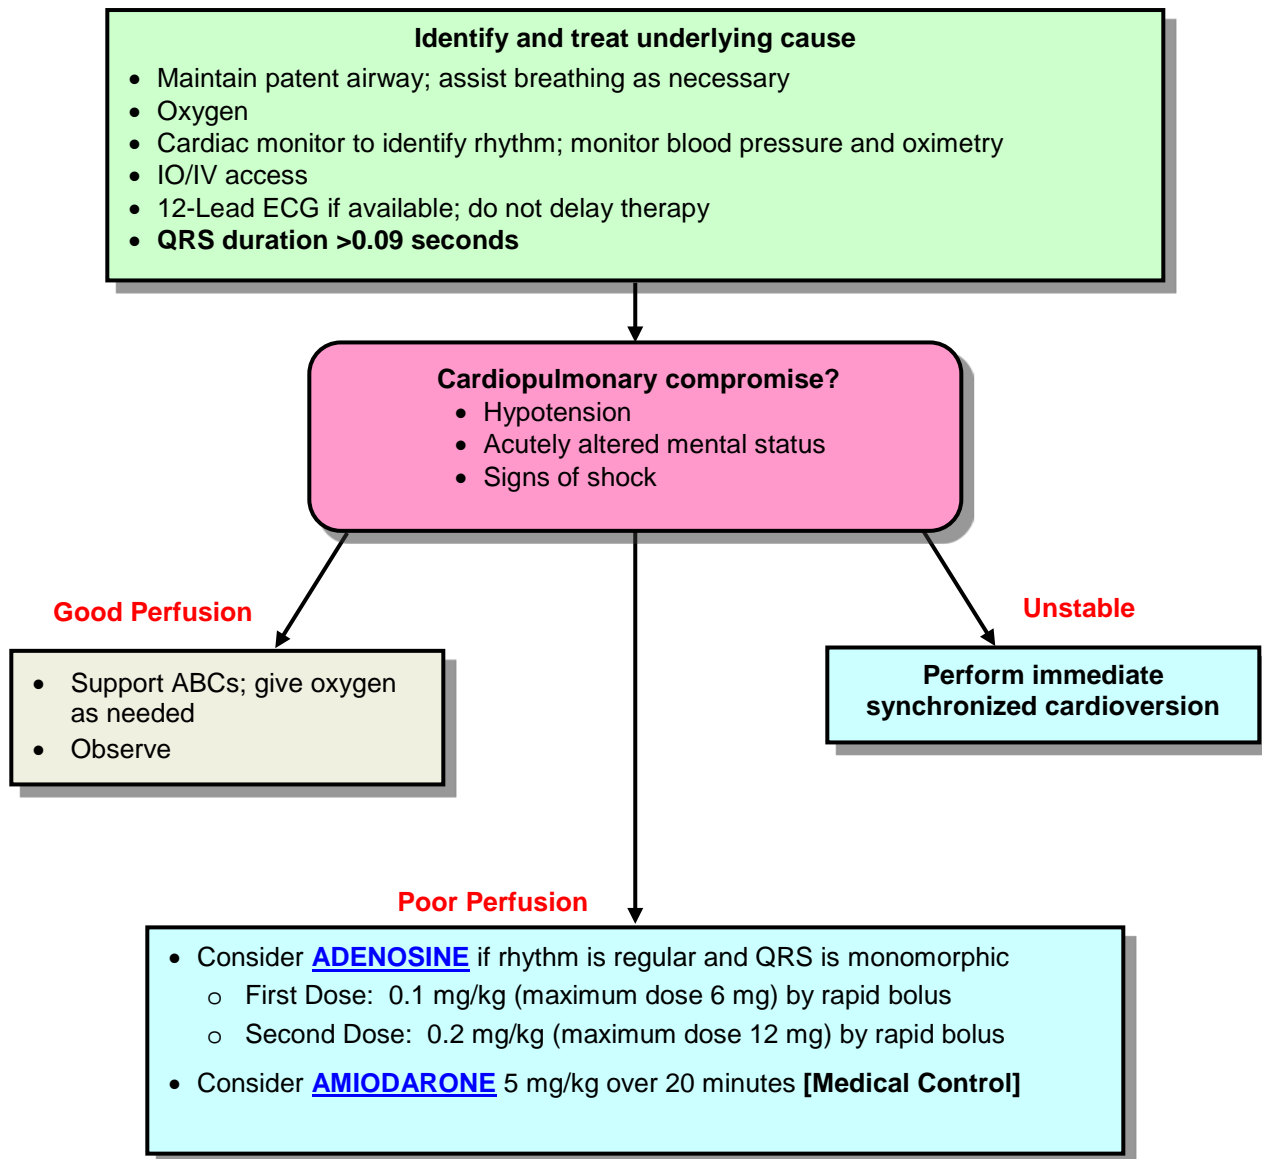 Identify and treat underlying cause
• Maintain patent airway; assist breathing as necessary
• Oxygen
• Cardiac monitor to identify rhythm; monitor blood pressure and oximetry
• IO/IV access
• 12-Lead ECG if available; do not delay therapy
• QRS duration >0.09 seconds
Cardiopulmonary compromise?
• Hypotension
• Acutely altered mental status
• Signs of shock
Good Perfusion
• Support ABCs; give oxygen
as needed
• Observe
Unstable
Perform immediate
synchronized cardioversion
Poor Perfusion
• Consider ADENOSINE if rhythm is regular and QRS is monomorphic
o First Dose: 0.1 mg/kg (maximum dose 6 mg) by rapid bolus
o Second Dose: 0.2 mg/kg (maximum dose 12 mg) by rapid bolus
• Consider AMIODARONE 5 mg/kg over 20 minutes [Medical Control]